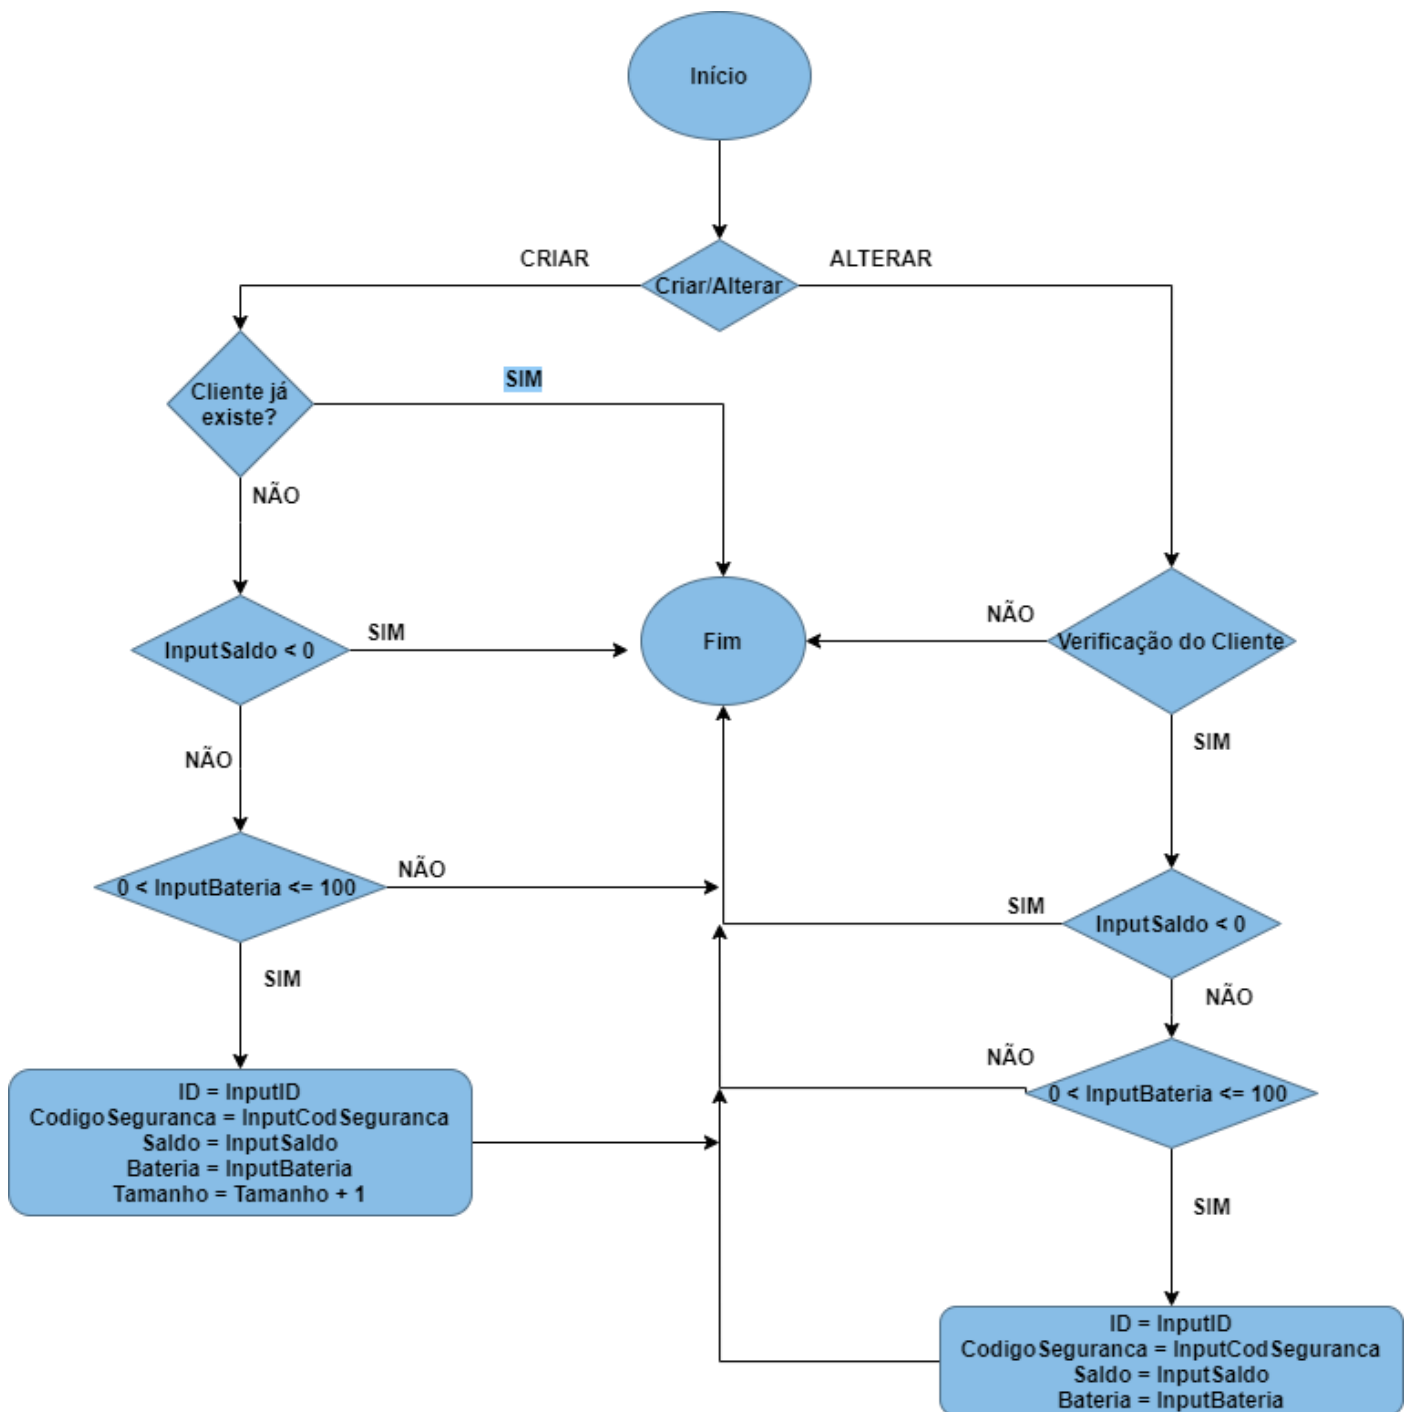 Início
CRIAR
ALTERAR
Criar/Alterar
SIM
Cliente já
existe?
NÃO
NÃO
SIM
InputSaldo < 0
Fim
Verificação do Cliente
SIM
NÃO
NÃO
0 < InputBateria <= 100
SIM
InputSaldo < 0
SIM
NÃO
NÃO
0 < InputBateria <= 100
ID = InputID
CodigoSeguranca = InputCodSeguranca
Saldo = InputSaldo
Bateria = InputBateria
Tamanho = Tamanho + 1
SIM
ID = InputID
CodigoSeguranca = InputCodSeguranca
Saldo = InputSaldo
Bateria = InputBateria